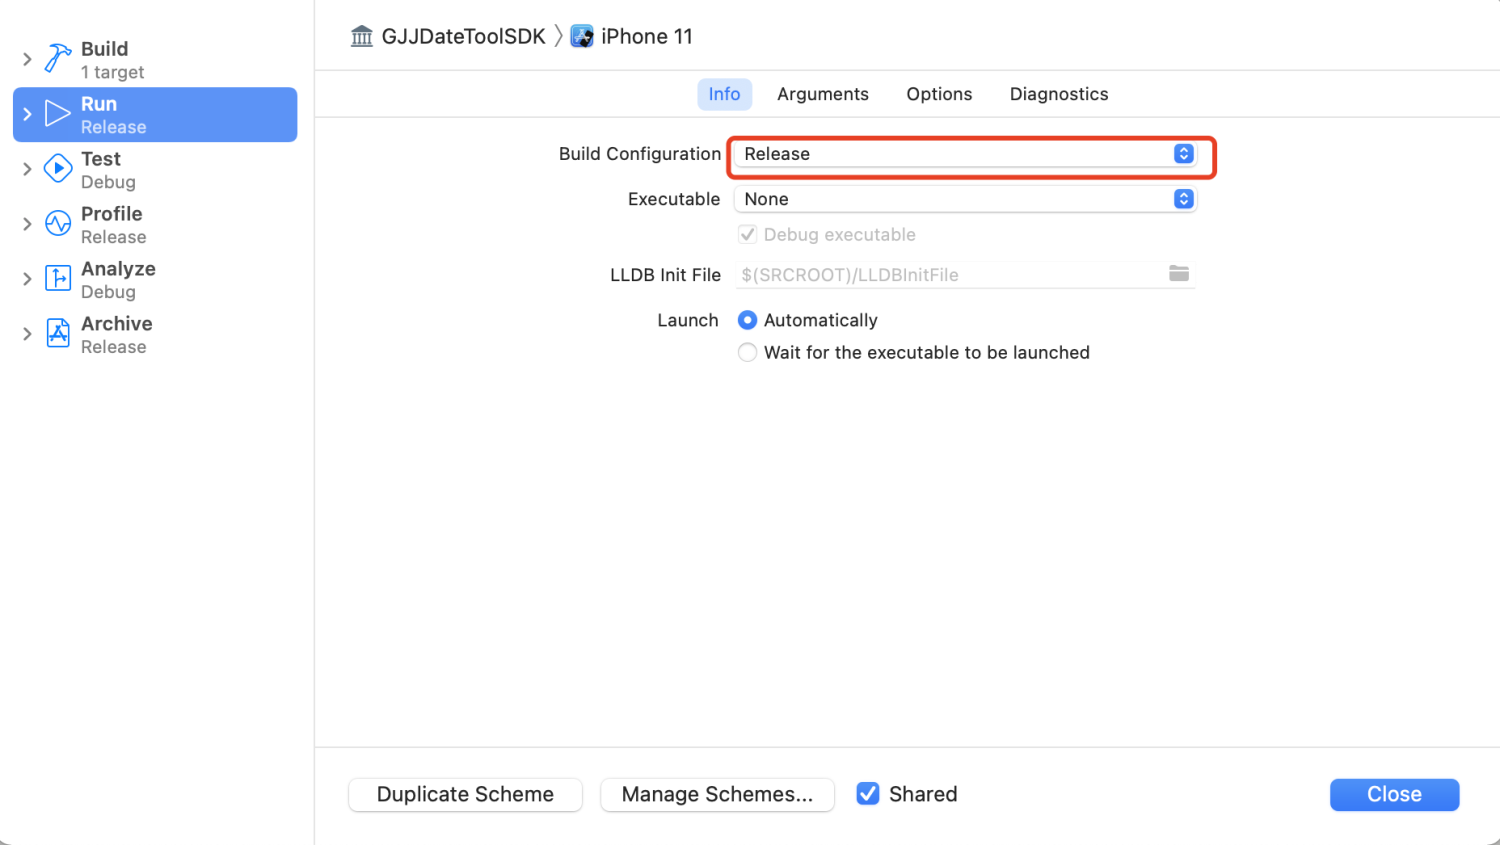 Build
1 target
Run
Release
Test
Debug
Profile
Release
Analyze
Debug
Archive
Release
GJJDateToolSDK 〉 iPhone 11
Info Arguments Options Diagnostics
Build Configuration Release
Executable None
Debug executable
LLDB Init File $(SRCROOT)/LLDBInitFile
Launch Automatically
Wait for the executable to be launched
Duplicate Scheme Manage Schemes... Shared Close